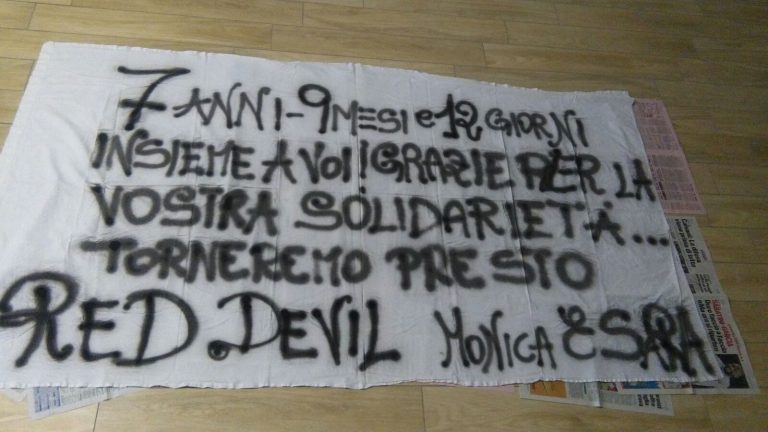 7 ANNI - 9 MESI e 12 GIORNI
INSIEME A VOI! GRAZIE PER LA
VOSTRA SOLIDARIETÀ...
TORNEREMO PRESTO
RED.DEVIL MONICA E SARA